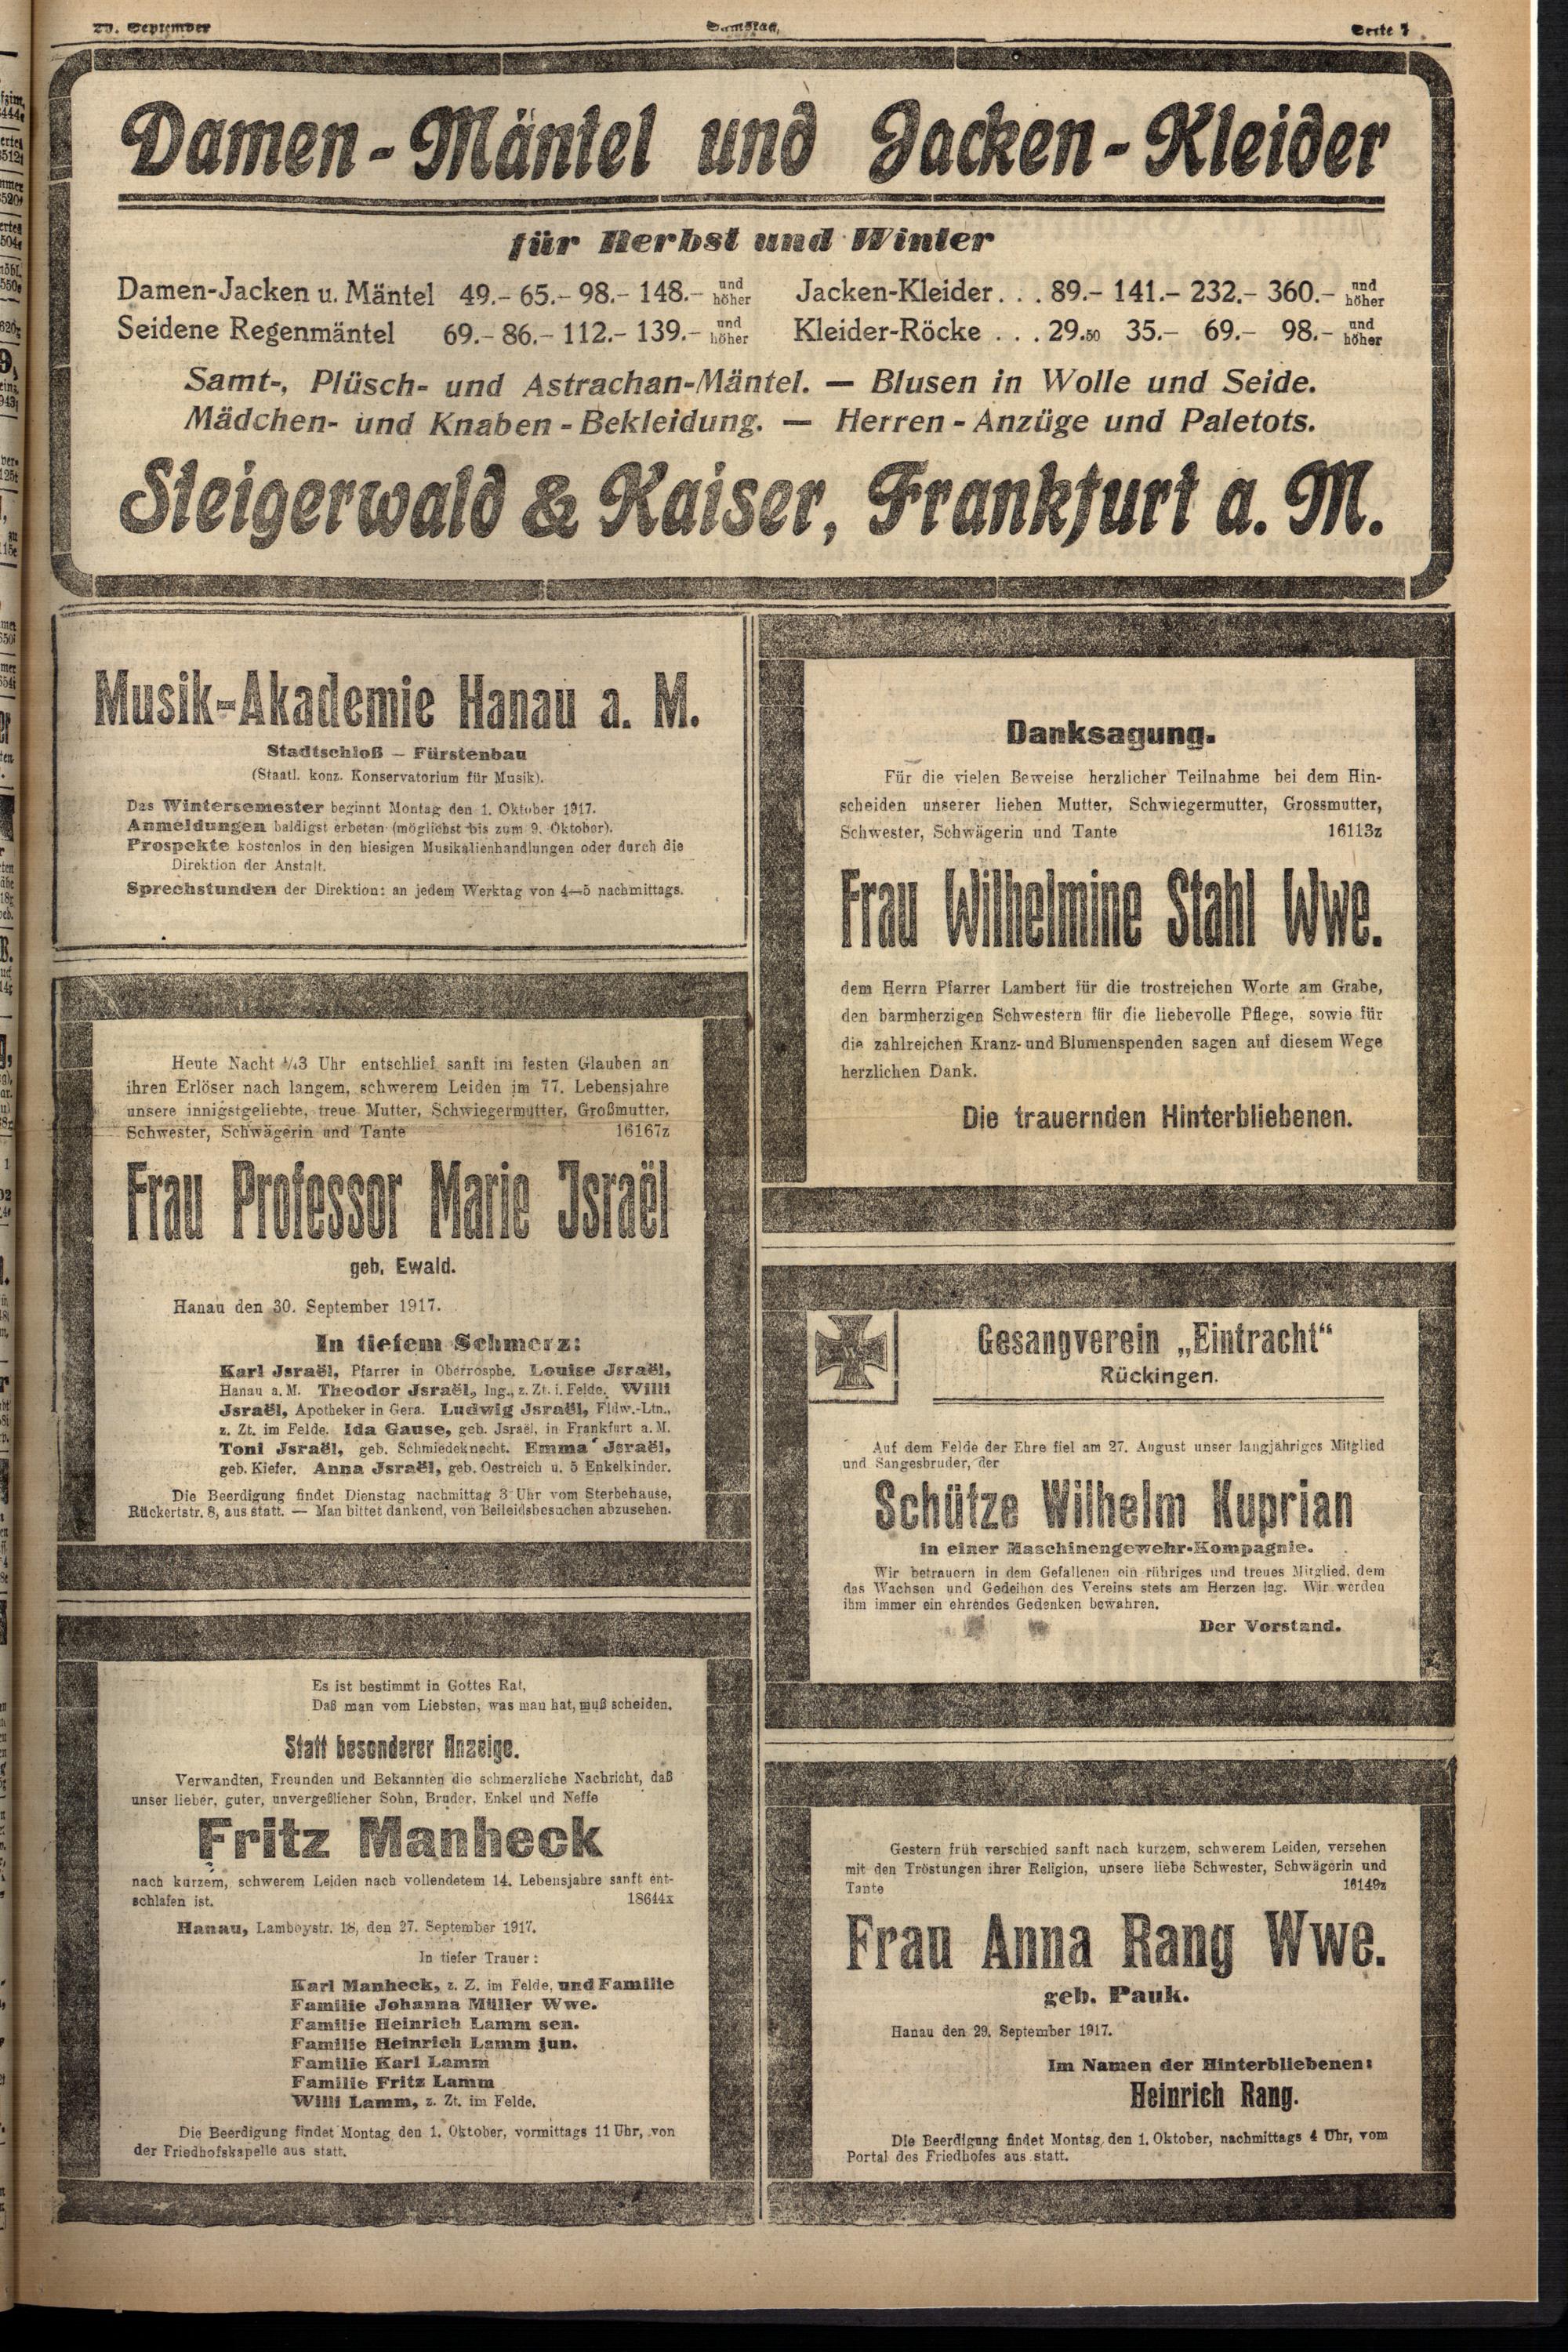 29. September
Samstag,
Seite 7
Damen-Mäntel und Jacken-Kleider
für Herbst und Winter
Damen-Jacken u. Mäntel 49.- 65.- 98.- 148.- und höher
Seidene Regenmäntel 69.- 86.- 112.- 139.- und höher
Jacken-Kleider. . . 89.- 141.- 232.- 360.- und höher
Kleider-Röcke . . . 29.50 35.- 69.- 98.- und höher
Samt-, Plüsch- und Astrachan-Mäntel. — Blusen in Wolle und Seide.
Mädchen- und Knaben-Bekleidung. — Herren-Anzüge und Paletots.
Steigerwald & Kaiser, Frankfurt a. M.
Musik-Akademie Hanau a. M.
Stadtschloß — Fürstenbau
(Staatl. konz. Konservatorium für Musik).
Das Wintersemester beginnt Montag den 1. Oktober 1917.
Anmeldungen baldigst erbeten (möglichst bis zum 9. Oktober).
Prospekte kostenlos in den hiesigen Musikalienhandlungen oder durch die
Direktion der Anstalt.
Sprechstunden der Direktion: an jedem Werktag von 4—5 nachmittags.
Heute Nacht 1/43 Uhr entschlief sanft im festen Glauben an
ihren Erlöser nach langem, schwerem Leiden im 77. Lebensjahre
unsere innigstgeliebte, treue Mutter, Schwiegermutter, Großmutter,
Schwester, Schwägerin und Tante 16167z
Frau Professor Marie Jsraël
geb. Ewald.
Hanau den 30. September 1917.
In tiefem Schmerz:
Karl Jsraël, Pfarrer in Oberrosphe. Louise Jsraël,
Hanau a. M. Theodor Jsraël, Ing., z. Zt. i. Felde. Willi
Jsraël, Apotheker in Gera. Ludwig Jsraël, Fldw.-Ltn.,
z. Zt. im Felde. Ida Gause, geb. Jsraël, in Frankfurt a. M.
Toni Jsraël, geb. Schmiedeknecht. Emma Jsraël,
geb. Kiefer. Anna Jsraël, geb. Oestreich u. 5 Enkelkinder.
Die Beerdigung findet Dienstag nachmittag 3 Uhr vom Sterbehause,
Rückertstr. 8, aus statt. — Man bittet dankend, von Beileidsbesuchen abzusehen.
Es ist bestimmt in Gottes Rat,
Daß man vom Liebsten, was man hat, muß scheiden.
Statt besonderer Anzeige.
Verwandten, Freunden und Bekannten die schmerzliche Nachricht, daß
unser lieber, guter, unvergeßlicher Sohn, Bruder, Enkel und Neffe
Fritz Manheck
nach kurzem, schwerem Leiden nach vollendetem 14. Lebensjahre sanft ent-
schlafen ist. 18644x
Hanau, Lamboystr. 18, den 27. September 1917.
In tiefer Trauer:
Karl Manheck, z. Z. im Felde, und Familie
Familie Johanna Müller Wwe.
Familie Heinrich Lamm sen.
Familie Heinrich Lamm jun.
Familie Karl Lamm
Familie Fritz Lamm
Willi Lamm, z. Zt. im Felde.
Die Beerdigung findet Montag den 1. Oktober, vormittags 11 Uhr, von
der Friedhofskapelle aus statt.
Danksagung.
Für die vielen Beweise herzlicher Teilnahme bei dem Hin-
scheiden unserer lieben Mutter, Schwiegermutter, Grossmutter,
Schwester, Schwägerin und Tante 16113z
Frau Wilhelmine Stahl Wwe.
dem Herrn Pfarrer Lambert für die trostreichen Worte am Grabe,
den barmherzigen Schwestern für die liebevolle Pflege, sowie für
die zahlreichen Kranz- und Blumenspenden sagen auf diesem Wege
herzlichen Dank.
Die trauernden Hinterbliebenen.
Gesangverein „Eintracht“
Rückingen.
Auf dem Felde der Ehre fiel am 27. August unser langjähriges Mitglied
und Sangesbruder, der
Schütze Wilhelm Kuprian
in einer Maschinengewehr-Kompagnie.
Wir betrauern in dem Gefallenen ein rühriges und treues Mitglied, dem
das Wachsen und Gedeihen des Vereins stets am Herzen lag. Wir werden
ihm immer ein ehrendes Gedenken bewahren.
Der Vorstand.
Gestern früh verschied sanft nach kurzem, schwerem Leiden, versehen
mit den Tröstungen ihrer Religion, unsere liebe Schwester, Schwägerin und
Tante 16149z
Frau Anna Rang Wwe.
geb. Pauk.
Hanau den 29. September 1917.
Im Namen der Hinterbliebenen:
Heinrich Rang.
Die Beerdigung findet Montag, den 1. Oktober, nachmittags 4 Uhr, vom
Portal des Friedhofes aus statt.